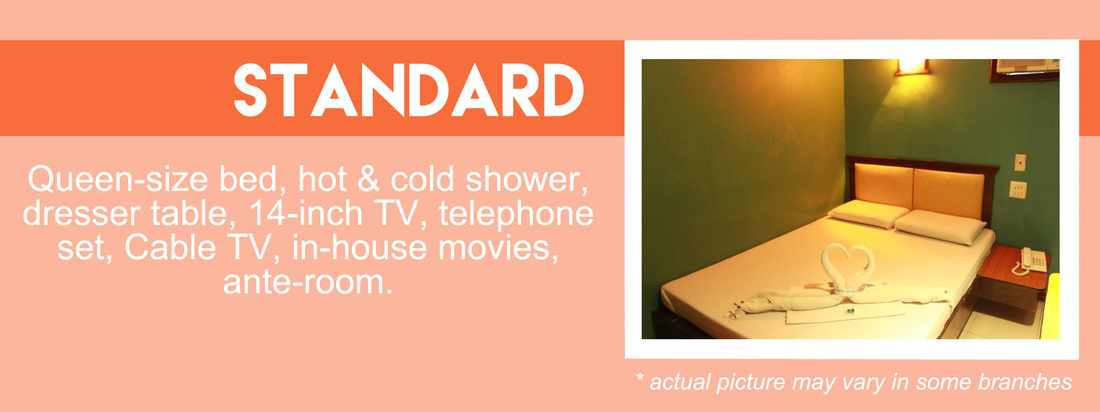 STANDARD
Queen-size bed, hot & cold shower,
dresser table, 14-inch TV, telephone
set, Cable TV, in-house movies,
ante-room.
* actual picture may vary in some branches